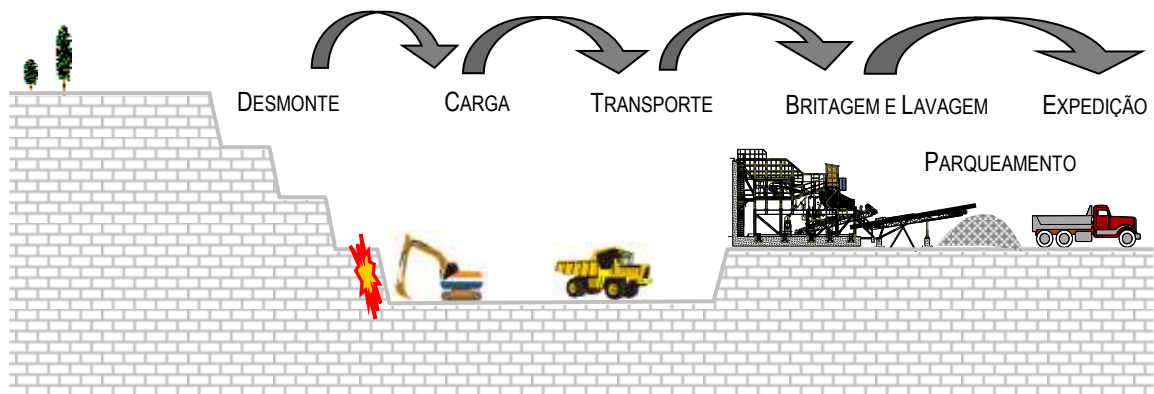 DESMONTE
CARGA
TRANSPORTE
BRITAGEM E LAVAGEM
EXPEDIÇÃO
PARQUEAMENTO